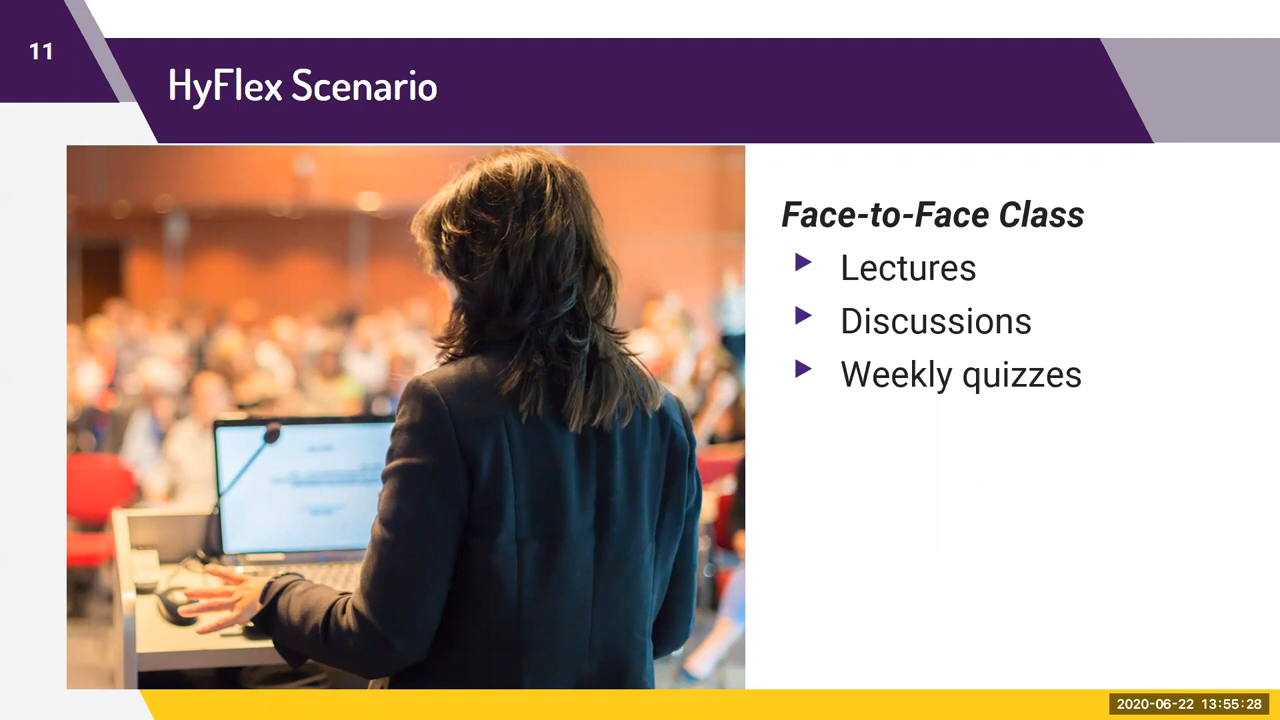 11
HyFlex Scenario
Face-to-Face Class
Lectures
Discussions
Weekly quizzes
2020-06-22 13:55:28